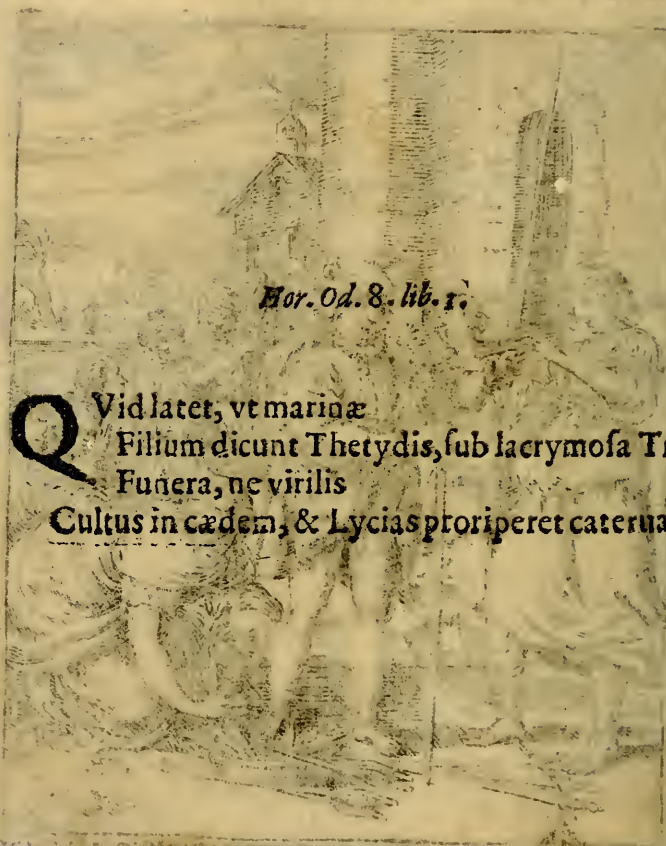 Hor. Od. 8. lib. 1.
QVid latet, vt marinæ
Filium dicunt Thetydis, ſub lacrymoſa
Funera, ne virilis
Cultus in cædem, & Lycias proriperet